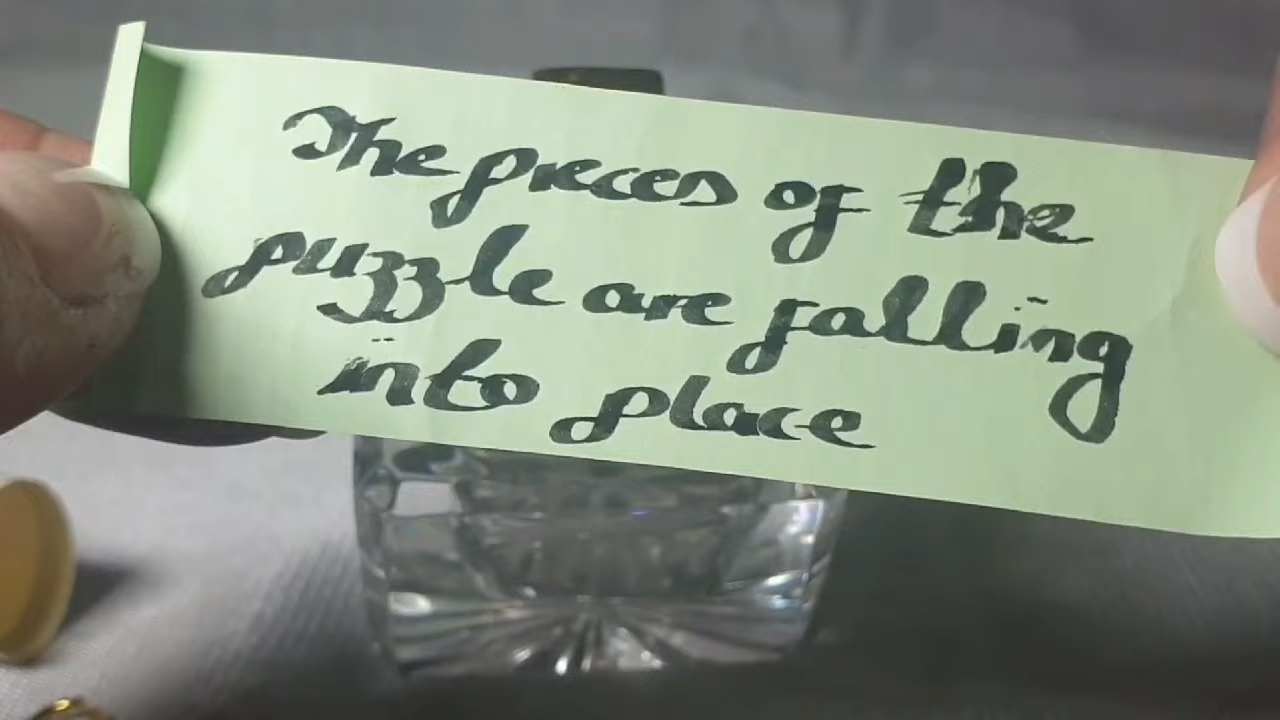 The pieces of the
puzzle are falling
into place